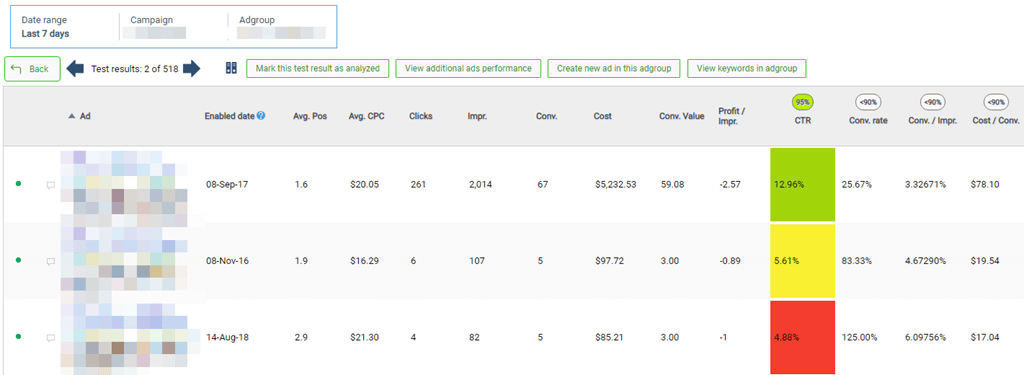 Date range Campaign Adgroup
Last 7 days
Back Test results: 2 of 518 Mark this test result as analyzed View additional ads performance Create new ad in this adgroup View keywords in adgroup
95% <90% <90% <90%
Ad Enabled date ? Avg. Pos Avg. CPC Clicks Impr. Conv. Cost Conv. Value Profit / Impr. CTR Conv. rate Conv. / Impr. Cost / Conv.
08-Sep-17 1.6 $20.05 261 2,014 67 $5,232.53 59.08 -2.57 12.96% 25.67% 3.32671% $78.10
08-Nov-16 1.9 $16.29 6 107 5 $97.72 3.00 -0.89 5.61% 83.33% 4.67290% $19.54
14-Aug-18 2.9 $21.30 4 82 5 $85.21 3.00 -1 4.88% 125.00% 6.09756% $17.04